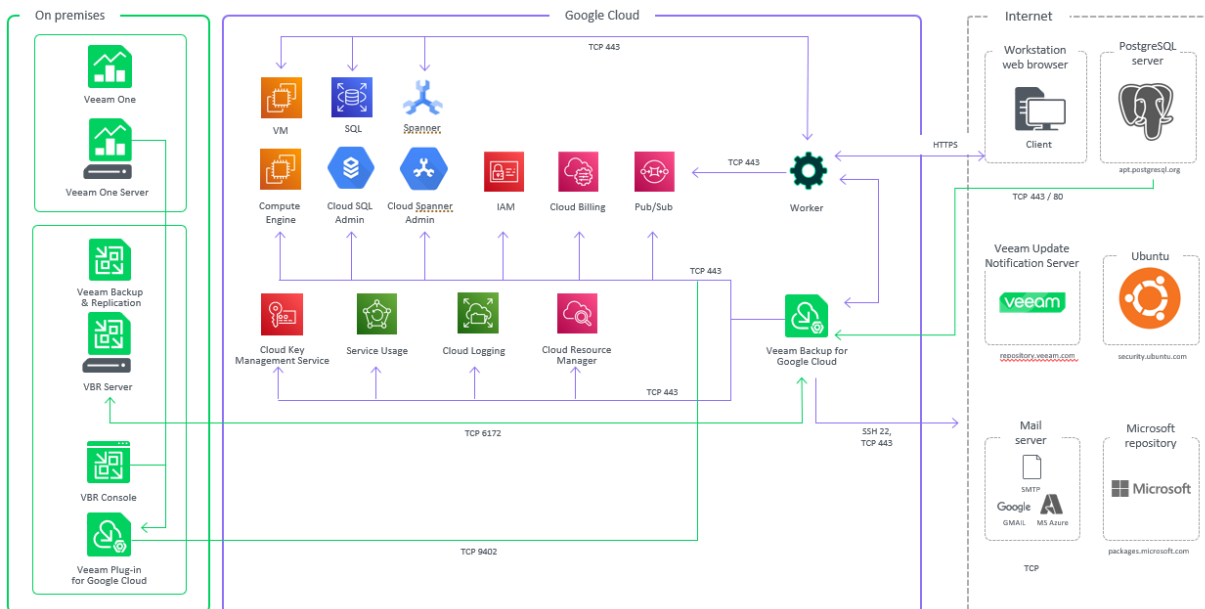 On premises
Veeam One
Veeam One Server
Veeam Backup
& Replication
VBR Server
VBR Console
Veeam Plug-in
for Google Cloud
Google Cloud
TCP 443
VM
SQL
Spanner
Compute
Engine
Cloud SQL
Admin
Cloud Spanner
Admin
IAM
Cloud Billing
Pub/Sub
TCP 443
Worker
TCP 443
Cloud Key
Management Service
Service Usage
Cloud Logging
Cloud Resource
Manager
Veeam Backup for
Google Cloud
TCP 443
TCP 6172
SSH 22,
TCP 443
TCP 9402
HTTPS
TCP 443 / 80
Internet
Workstation
web browser
Client
PostgreSQL
server
apt.postgresql.org
Veeam Update
Notification Server
veeam
repository.veeam.com
Ubuntu
security.ubuntu.com
Mail
server
SMTP
Google
GMAIL
MS Azure
Microsoft
repository
Microsoft
packages.microsoft.com
TCP